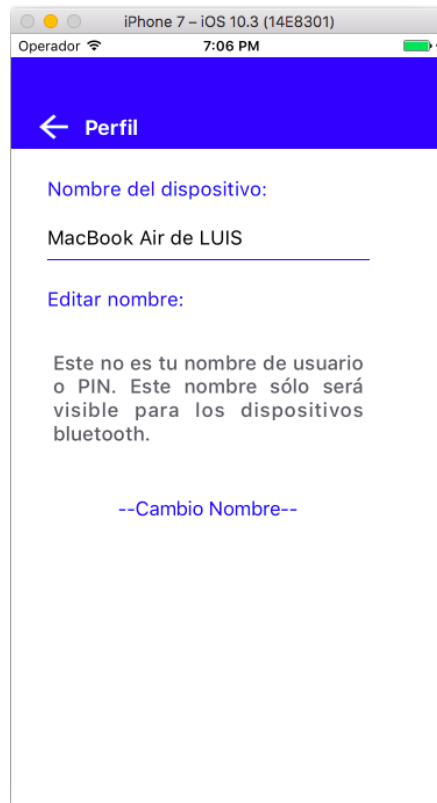 iPhone 7 – iOS 10.3 (14E8301)
Operador 7:06 PM
Perfil
Nombre del dispositivo:
MacBook Air de LUIS
Editar nombre:
Este no es tu nombre de usuario
o PIN. Este nombre sólo será
visible para los dispositivos
bluetooth.
--Cambio Nombre--